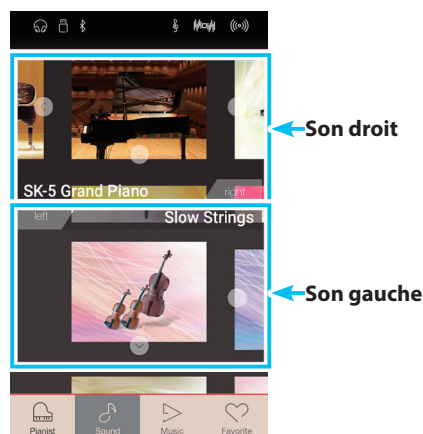 Son droit
SK-5 Grand Piano
right
left
Slow Strings
Son gauche
Pianist
Sound
Music
Favorite